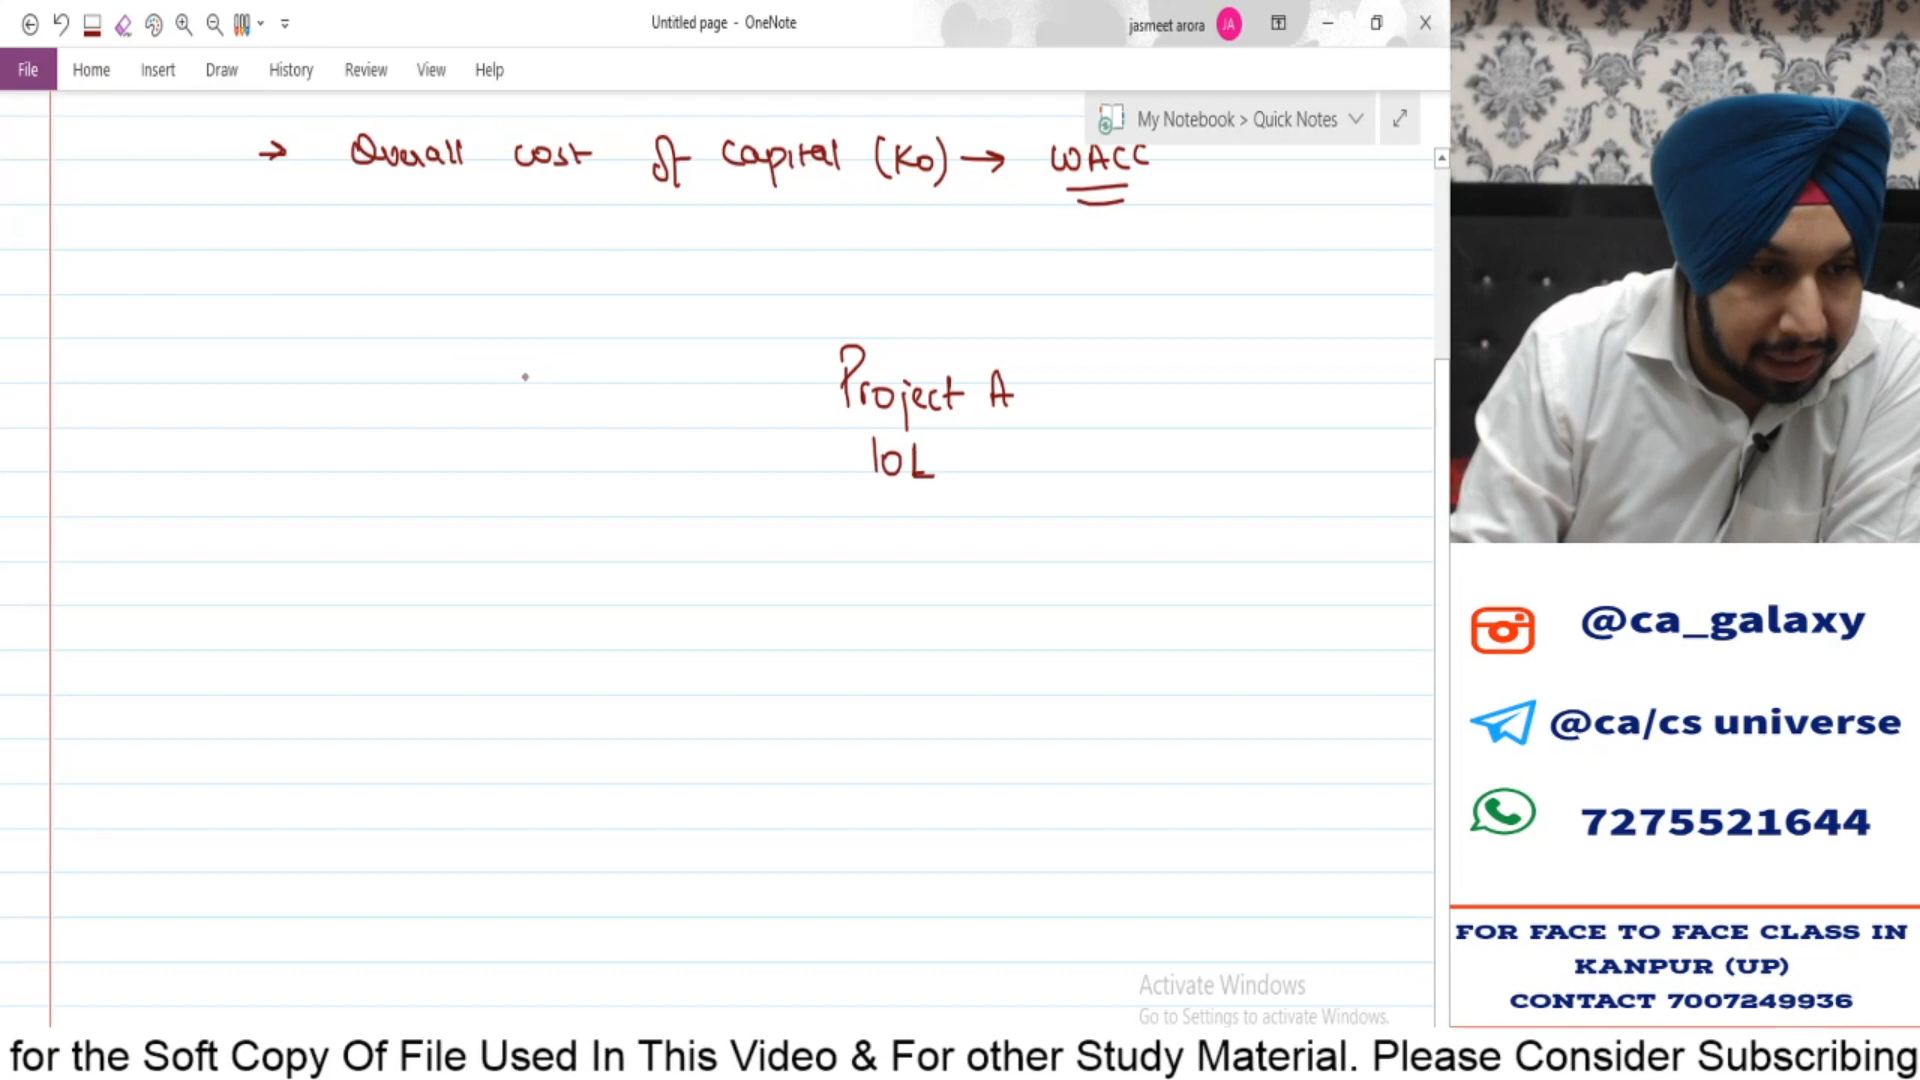 Untitled page - OneNote
jasmeet arora JA
File Home Insert Draw History Review View Help
My Notebook > Quick Notes
→ Overall cost of capital (Ko) → WACC
Project A
10L
@ca_galaxy
@ca/cs universe
7275521644
FOR FACE TO FACE CLASS IN
KANPUR (UP)
CONTACT 7007249936
Activate Windows
Go to Settings to activate Windows.
for the Soft Copy Of File Used In This Video & For other Study Material. Please Consider Subscribing